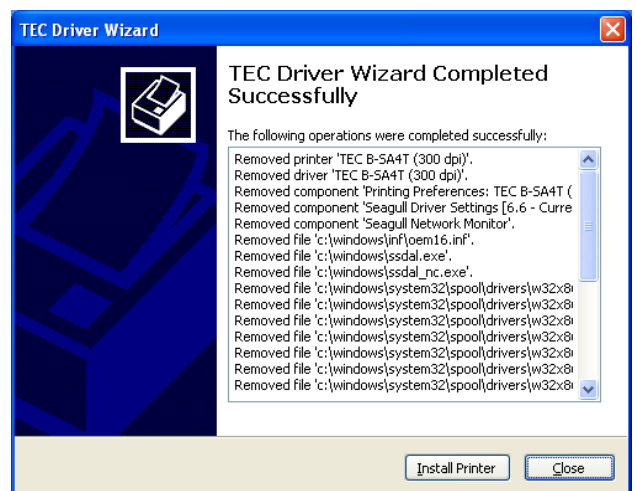 TEC Driver Wizard
TEC Driver Wizard Completed
Successfully
The following operations were completed successfully:
Removed printer 'TEC B-SA4T (300 dpi)'.
Removed driver 'TEC B-SA4T (300 dpi)'.
Removed component 'Printing Preferences: TEC B-SA4T (
Removed component 'Seagull Driver Settings [6.6 - Curre
Removed component 'Seagull Network Monitor'.
Removed file 'c:\windows\inf\oem16.inf'.
Removed file 'c:\windows\ssdal.exe'.
Removed file 'c:\windows\ssdal_nc.exe'.
Removed file 'c:\windows\system32\spool\drivers\w32x8
Removed file 'c:\windows\system32\spool\drivers\w32x8
Removed file 'c:\windows\system32\spool\drivers\w32x8
Removed file 'c:\windows\system32\spool\drivers\w32x8
Removed file 'c:\windows\system32\spool\drivers\w32x8
Removed file 'c:\windows\system32\spool\drivers\w32x8
Removed file 'c:\windows\system32\spool\drivers\w32x8
Install Printer
Close